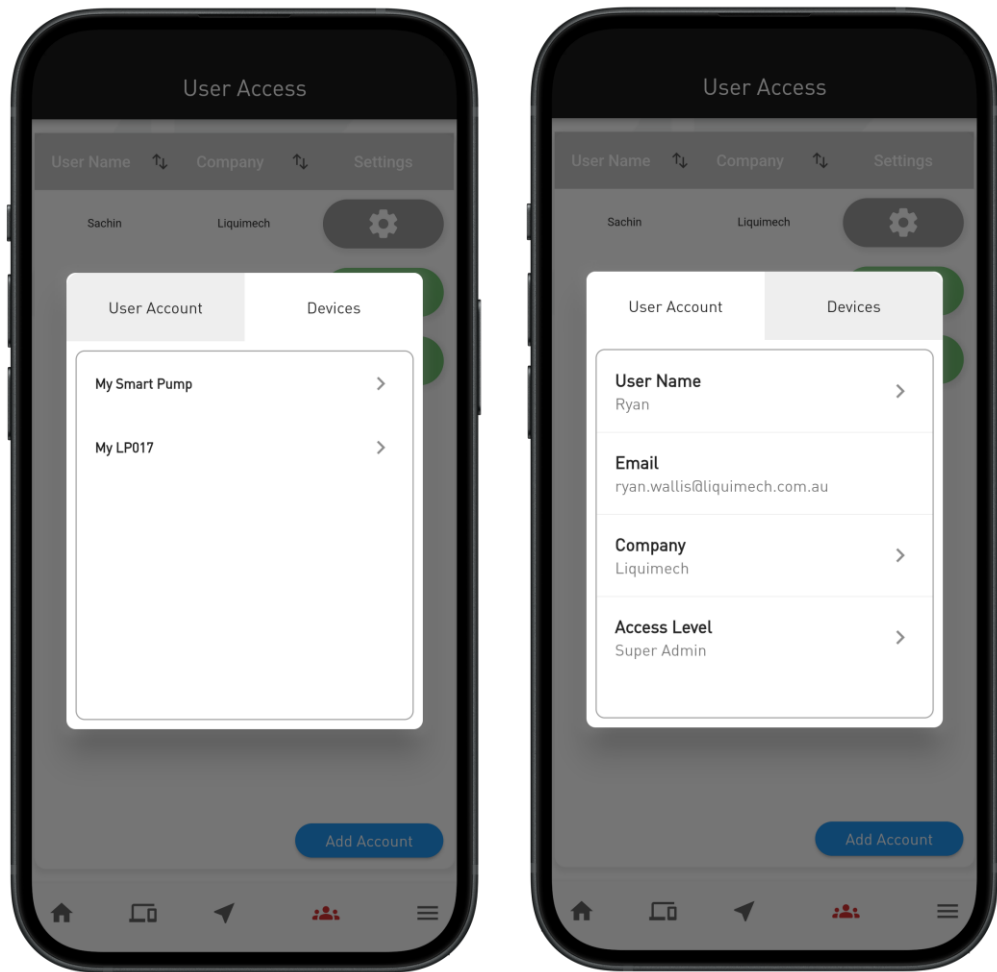 User Access
User Name Company Settings
Sachin Liquimech
User Account Devices
My Smart Pump
My LP017
Add Account
User Access
User Name Company Settings
Sachin Liquimech
User Account Devices
User Name
Ryan
Email
ryan.wallis@liquimech.com.au
Company
Liquimech
Access Level
Super Admin
Add Account